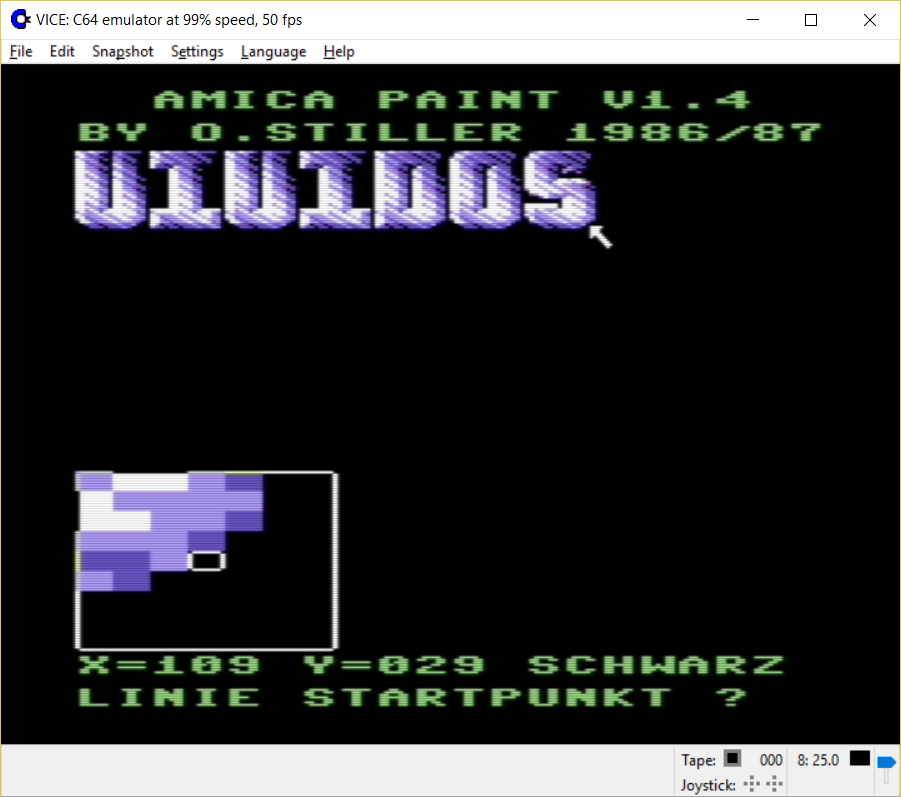 VICE: C64 emulator at 99% speed, 50 fps
File Edit Snapshot Settings Language Help
AMICA PAINT V1.4
BY O.STILLER 1986/87
VIVIDOS
X=109 Y=029 SCHWARZ
LINIE STARTPUNKT ?
Tape: 000 8: 25.0
Joystick: